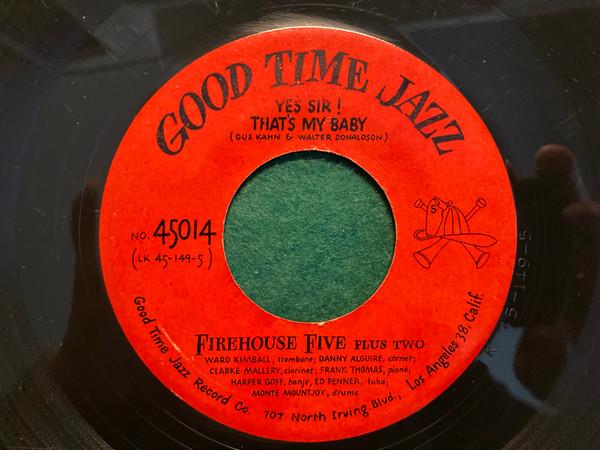 GOOD TIME JAZZ
YES SIR!
THAT'S MY BABY
(GUS KAHN & WALTER DONALDSON)
NO. 45014
(LK 45-149-5)
5
FIREHOUSE FIVE PLUS TWO
WARD KIMBALL, trombone; DANNY ALGUIRE, cornet;
CLARKE MALLERY, clarinet; FRANK THOMAS, piano;
HARPER GOFF, banjo, ED PENNER, tuba;
MONTE MOUNTJOY, drums
Good Time Jazz Record Co. 707 North Irving Blvd., Los Angeles 38, Calif.
K 45-149-5